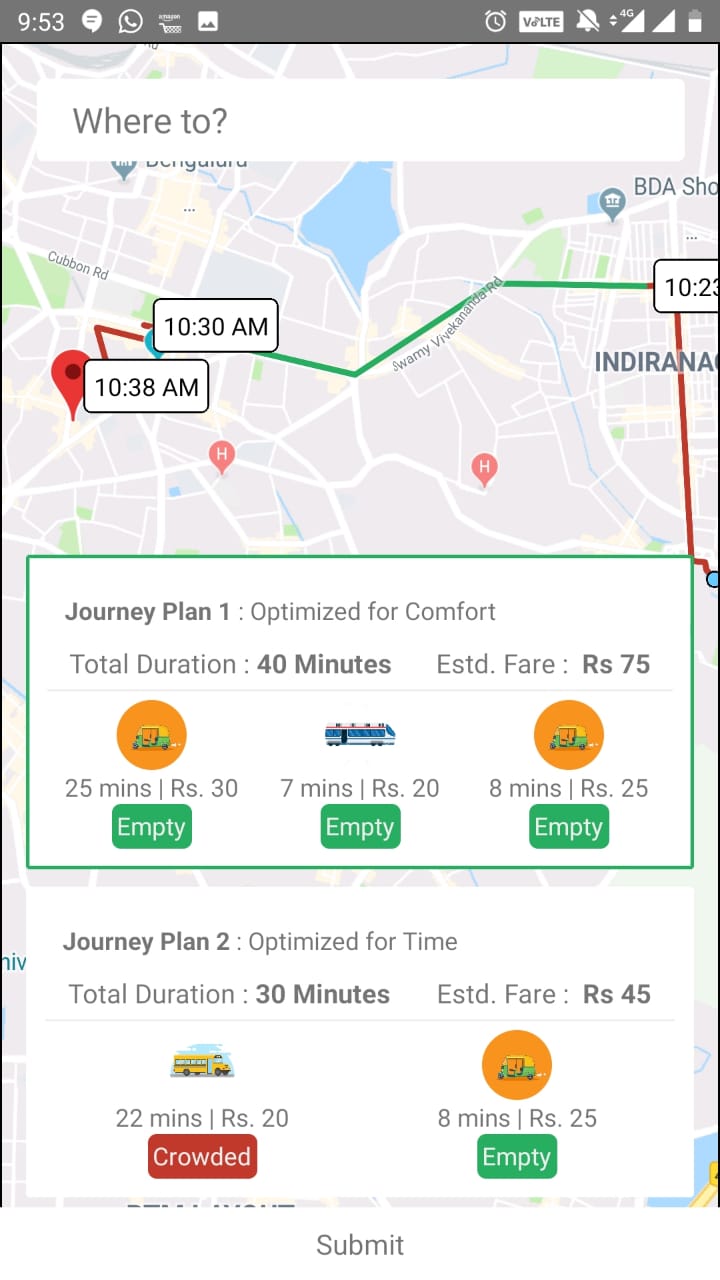 9:53
amazon
VoLTE
4G
Where to?
Bengaluru
BDA Sho
...
...
Cubbon Rd
Swamy Vivekananda Rd
10:23
10:30 AM
INDIRANAG
10:38 AM
H
H
Journey Plan 1 : Optimized for Comfort
Total Duration : 40 Minutes Estd. Fare : Rs 75
25 mins | Rs. 30 7 mins | Rs. 20 8 mins | Rs. 25
Empty Empty Empty
Journey Plan 2 : Optimized for Time
niv
Total Duration : 30 Minutes Estd. Fare : Rs 45
22 mins | Rs. 20 8 mins | Rs. 25
Crowded Empty
BTM LAYOUT
Submit